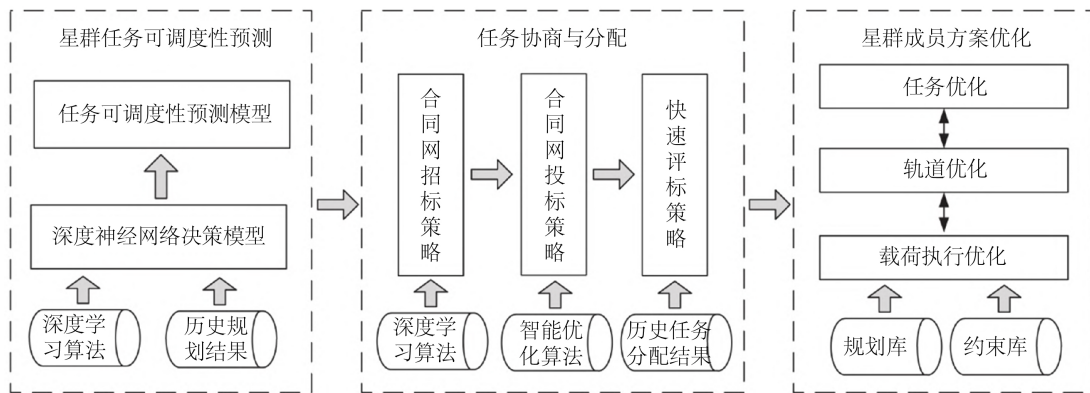 星群任务可调度性预测
任务可调度性预测模型
深度神经网络决策模型
深度学
习算法
历史规
划结果
任务协商与分配
合同网招标策略
合同网投标策略
快速评标策略
深度学
习算法
智能优
化算法
历史任务
分配结果
星群成员方案优化
任务优化
轨道优化
载荷执行优化
规划库
约束库